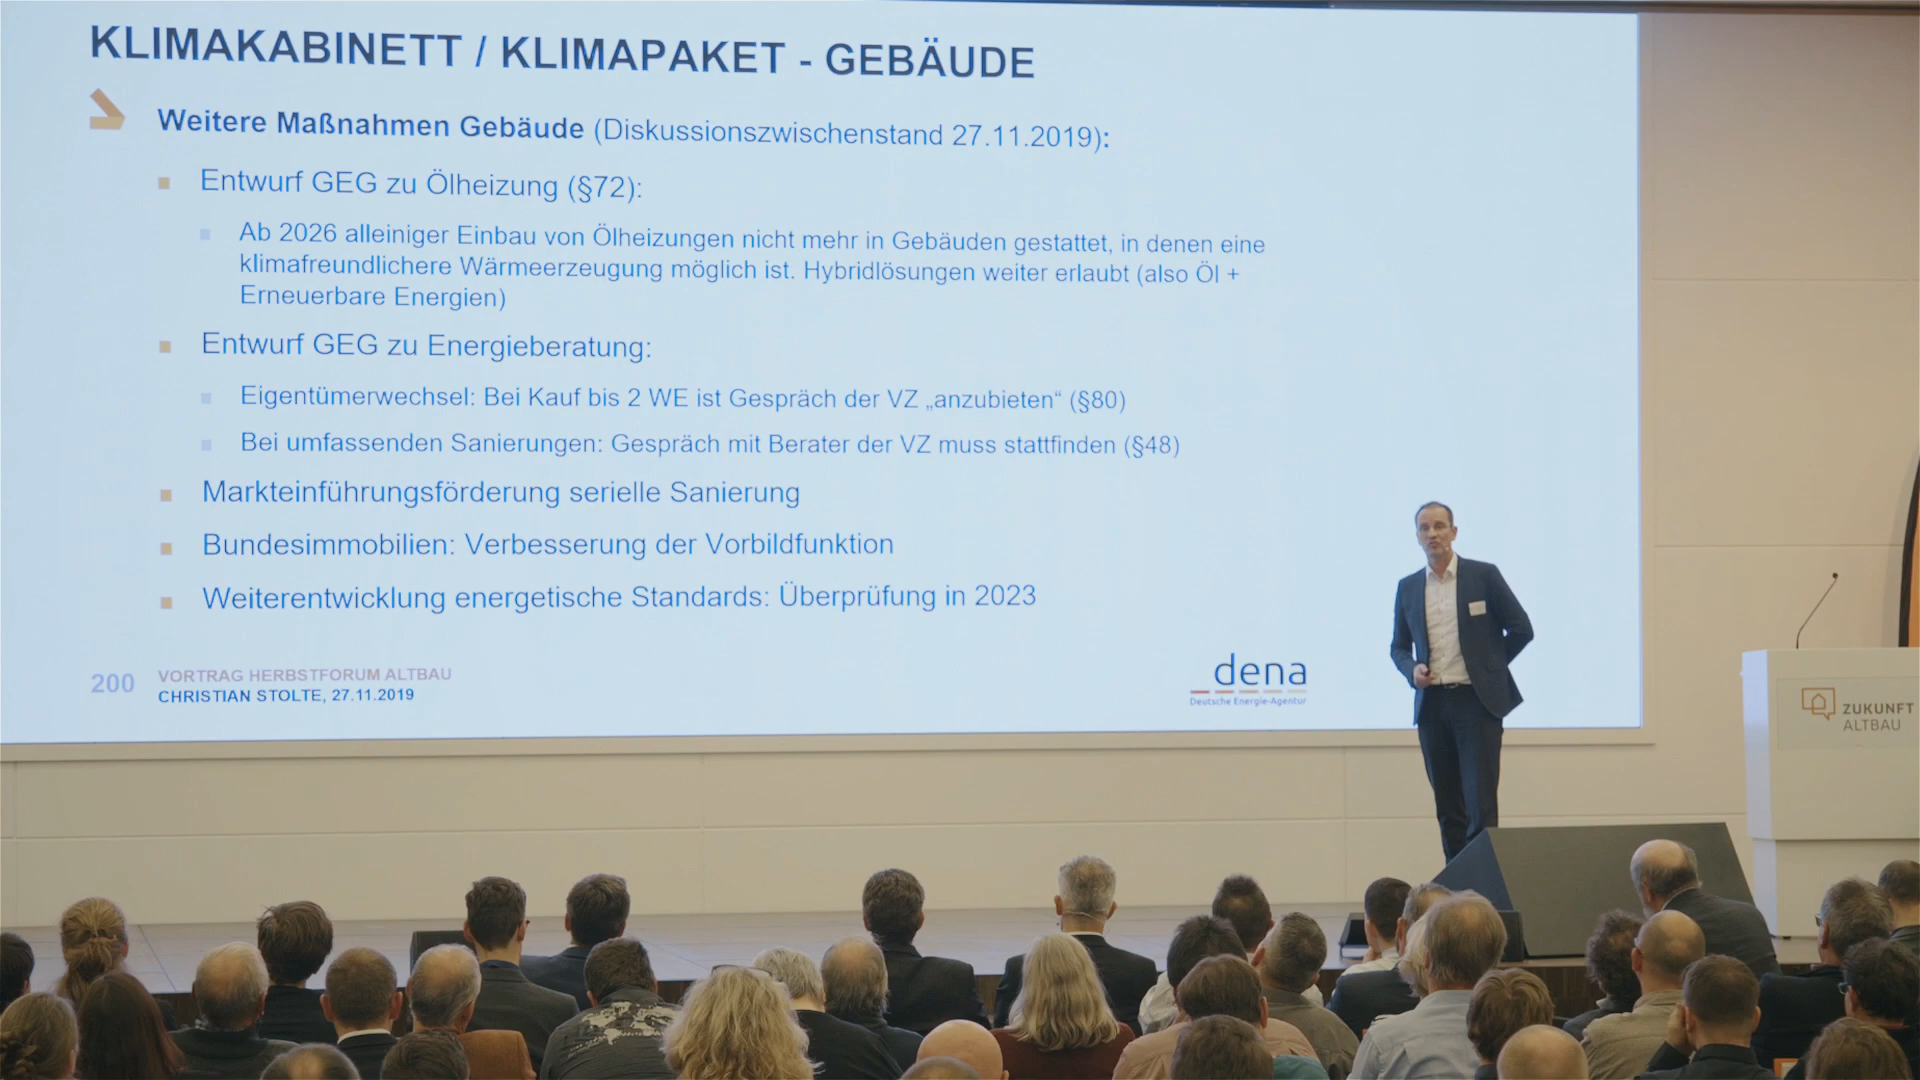 KLIMAKABINETT / KLIMAPAKET - GEBÄUDE
Weitere Maßnahmen Gebäude (Diskussionszwischenstand 27.11.2019):
Entwurf GEG zu Ölheizung (§72):
Ab 2026 alleiniger Einbau von Ölheizungen nicht mehr in Gebäuden gestattet, in denen eine
klimafreundlichere Wärmeerzeugung möglich ist. Hybridlösungen weiter erlaubt (also Öl +
Erneuerbare Energien)
Entwurf GEG zu Energieberatung:
Eigentümerwechsel: Bei Kauf bis 2 WE ist Gespräch der VZ „anzubieten“ (§80)
Bei umfassenden Sanierungen: Gespräch mit Berater der VZ muss stattfinden (§48)
Markteinführungsförderung serielle Sanierung
Bundesimmobilien: Verbesserung der Vorbildfunktion
Weiterentwicklung energetische Standards: Überprüfung in 2023
200
VORTRAG HERBSTFORUM ALTBAU
CHRISTIAN STOLTE, 27.11.2019
dena
Deutsche Energie-Agentur
ZUKUNFT
ALTBAU